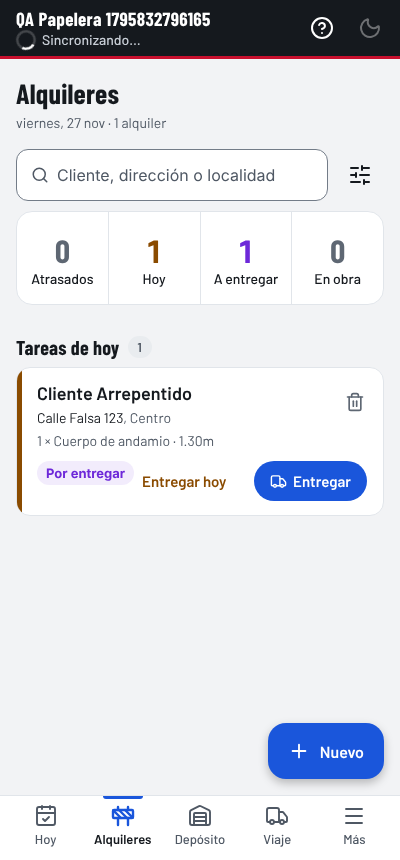 QA Papelera 1795832796165
Sincronizando...
Alquileres
viernes, 27 nov · 1 alquiler
Cliente, dirección o localidad
0 1 1 0
Atrasados Hoy A entregar En obra
Tareas de hoy 1
Cliente Arrepentido
Calle Falsa 123, Centro
1 × Cuerpo de andamio · 1.30m
Por entregar Entregar hoy Entregar
Nuevo
Hoy Alquileres Depósito Viaje Más